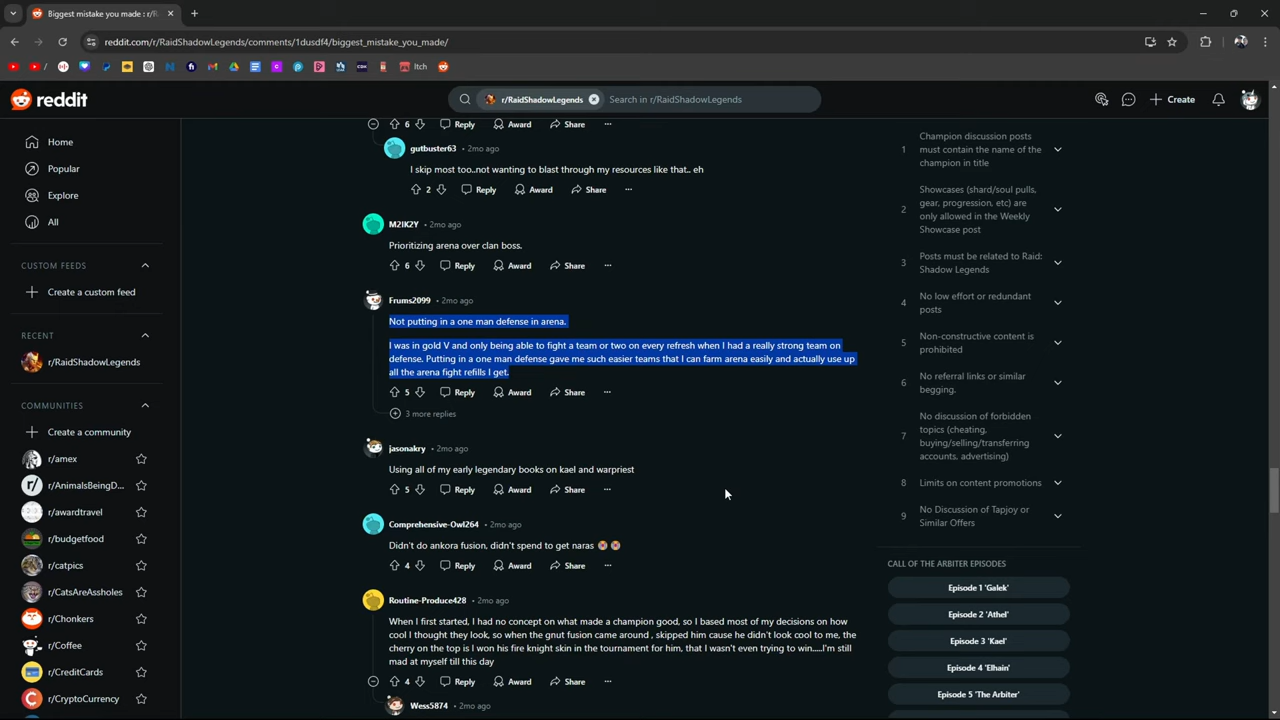 Biggest mistake you made : r/R
reddit.com/r/RaidShadowLegends/comments/1dusdf4/biggest_mistake_you_made/
Itch
reddit
r/RaidShadowLegends
Search in r/RaidShadowLegends
Create
Home
Popular
Explore
All
CUSTOM FEEDS
Create a custom feed
RECENT
r/RaidShadowLegends
COMMUNITIES
Create a community
r/amex
r/AnimalsBeingD...
r/awardtravel
r/budgetfood
r/catpics
r/CatsAreAssholes
r/Chonkers
r/Coffee
r/CreditCards
r/CryptoCurrency
6 Reply Award Share
gutbuster63 • 2mo ago
I skip most too..not wanting to blast through my resources like that.. eh
2 Reply Award Share
M2IK2Y • 2mo ago
Prioritizing arena over clan boss.
6 Reply Award Share
Frums2099 • 2mo ago
Not putting in a one man defense in arena.
I was in gold V and only being able to fight a team or two on every refresh when I had a really strong team on
defense. Putting in a one man defense gave me such easier teams that I can farm arena easily and actually use up
all the arena fight refills I get.
5 Reply Award Share
3 more replies
jasonakry • 2mo ago
Using all of my early legendary books on kael and warpriest
5 Reply Award Share
Comprehensive-Owl264 • 2mo ago
Didn't do ankora fusion, didn't spend to get naras
4 Reply Award Share
Routine-Produce428 • 2mo ago
When I first started, I had no concept on what made a champion good, so I based most of my decisions on how
cool I thought they look, so when the gnut fusion came around , skipped him cause he didn't look cool to me, the
cherry on the top is I won his fire knight skin in the tournament for him, that I wasn't even trying to win.....I'm still
mad at myself till this day
4 Reply Award Share
Wess5874 • 2mo ago
1 Champion discussion posts
must contain the name of the
champion in title
2 Showcases (shard/soul pulls,
gear, progression, etc) are
only allowed in the Weekly
Showcase post
3 Posts must be related to Raid:
Shadow Legends
4 No low effort or redundant
posts
5 Non-constructive content is
prohibited
6 No referral links or similar
begging.
7 No discussion of forbidden
topics (cheating,
buying/selling/transferring
accounts, advertising)
8 Limits on content promotions
9 No Discussion of Tapjoy or
Similar Offers
CALL OF THE ARBITER EPISODES
Episode 1 'Galek'
Episode 2 'Athel'
Episode 3 'Kael'
Episode 4 'Elhain'
Episode 5 'The Arbiter'